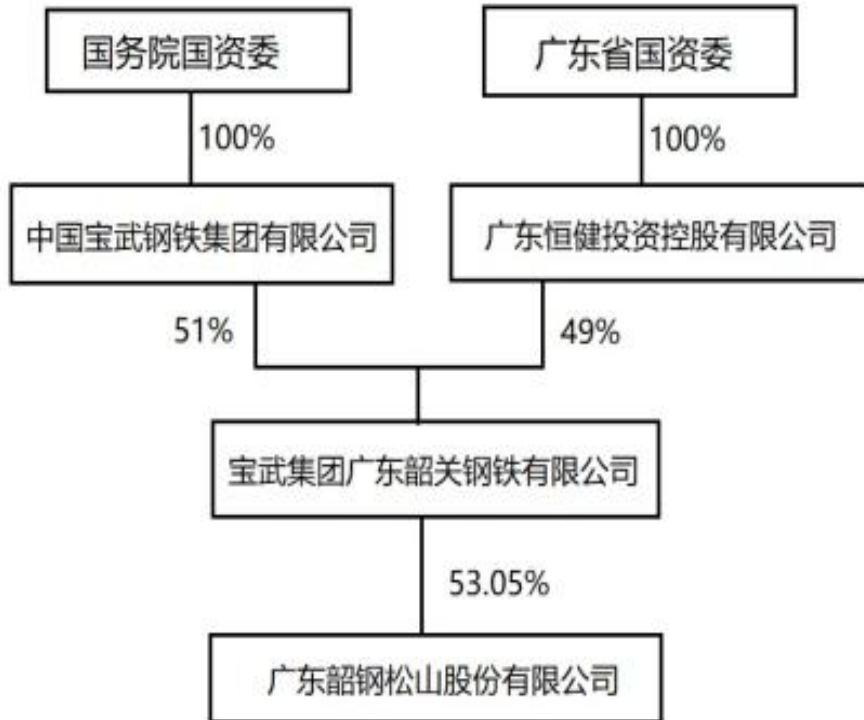 国务院国资委
广东省国资委
100%
100%
中国宝武钢铁集团有限公司
广东恒健投资控股有限公司
51%
49%
宝武集团广东韶关钢铁有限公司
53.05%
广东韶钢松山股份有限公司